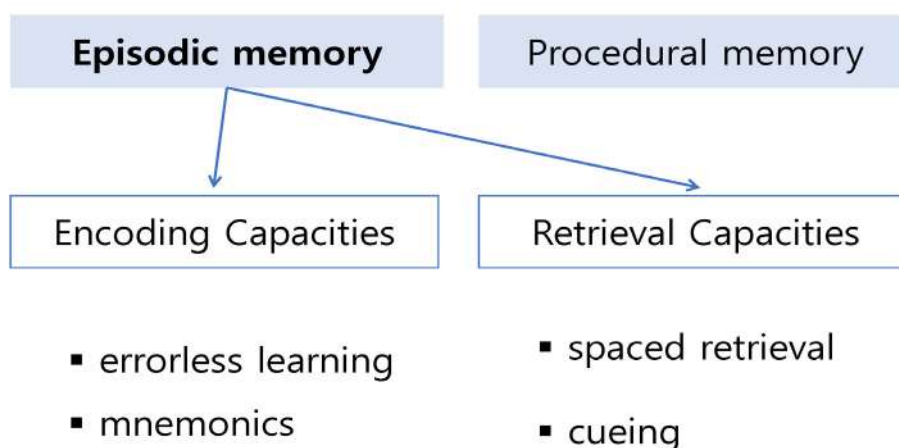 Episodic memory
Procedural memory
Encoding Capacities
Retrieval Capacities
▪ errorless learning
▪ mnemonics
▪ spaced retrieval
▪ cueing